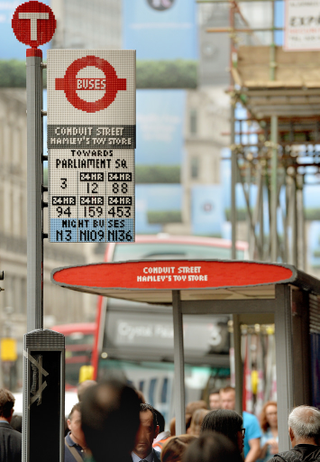 T
BUSES
CONDUIT STREET
HAMLEY'S TOY STORE
TOWARDS
PARLIAMENT SQ.
24HR 24HR
3 12 88
24HR 24HR 24HR
94 159 453
NIGHT BUSES
N3 N109 N136
CONDUIT STREET
HAMLEY'S TOY STORE